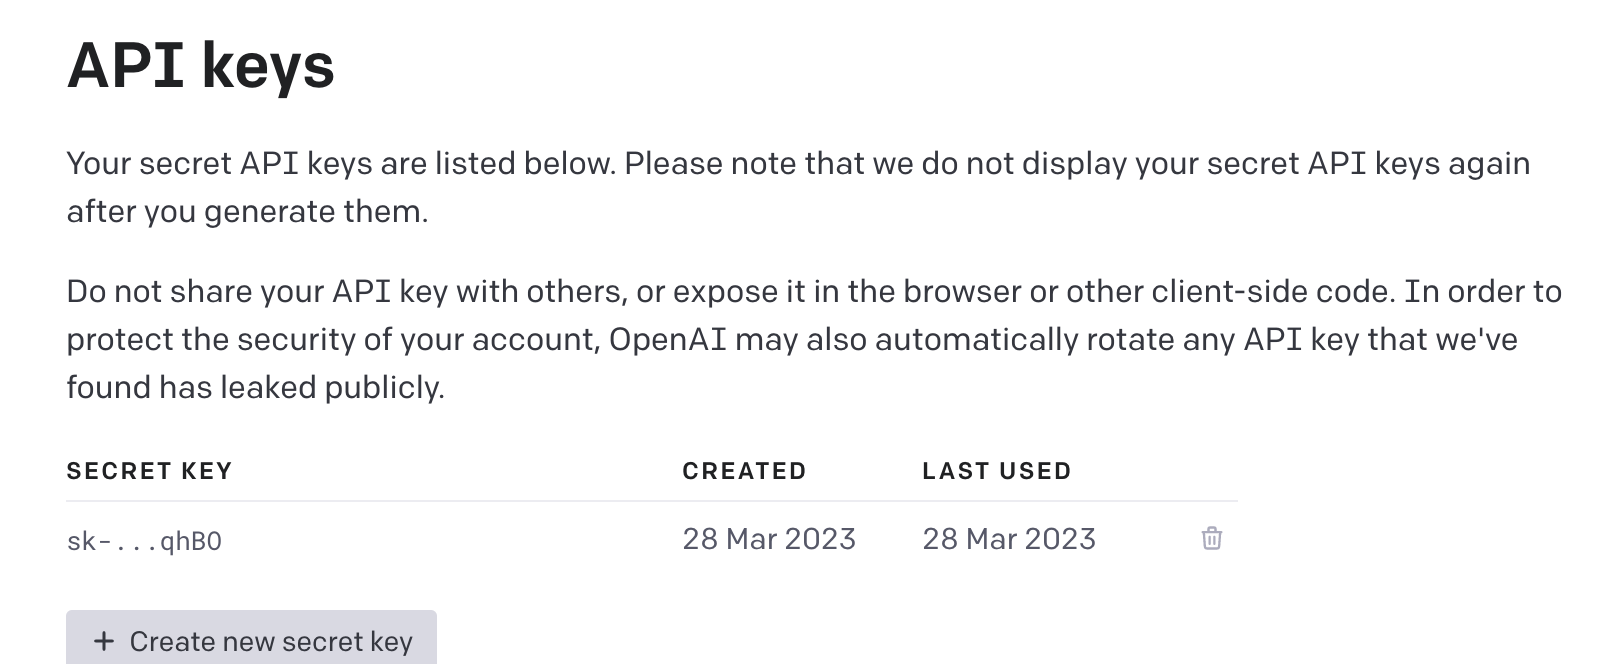 API keys
Your secret API keys are listed below. Please note that we do not display your secret API keys again
after you generate them.
Do not share your API key with others, or expose it in the browser or other client-side code. In order to
protect the security of your account, OpenAI may also automatically rotate any API key that we've
found has leaked publicly.
SECRET KEY CREATED LAST USED
sk-...qhBO 28 Mar 2023 28 Mar 2023
+ Create new secret key